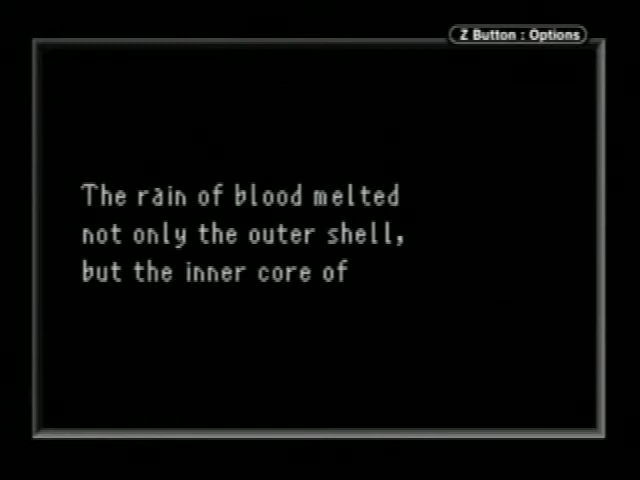 Z Button : Options
The rain of blood melted
not only the outer shell,
but the inner core of